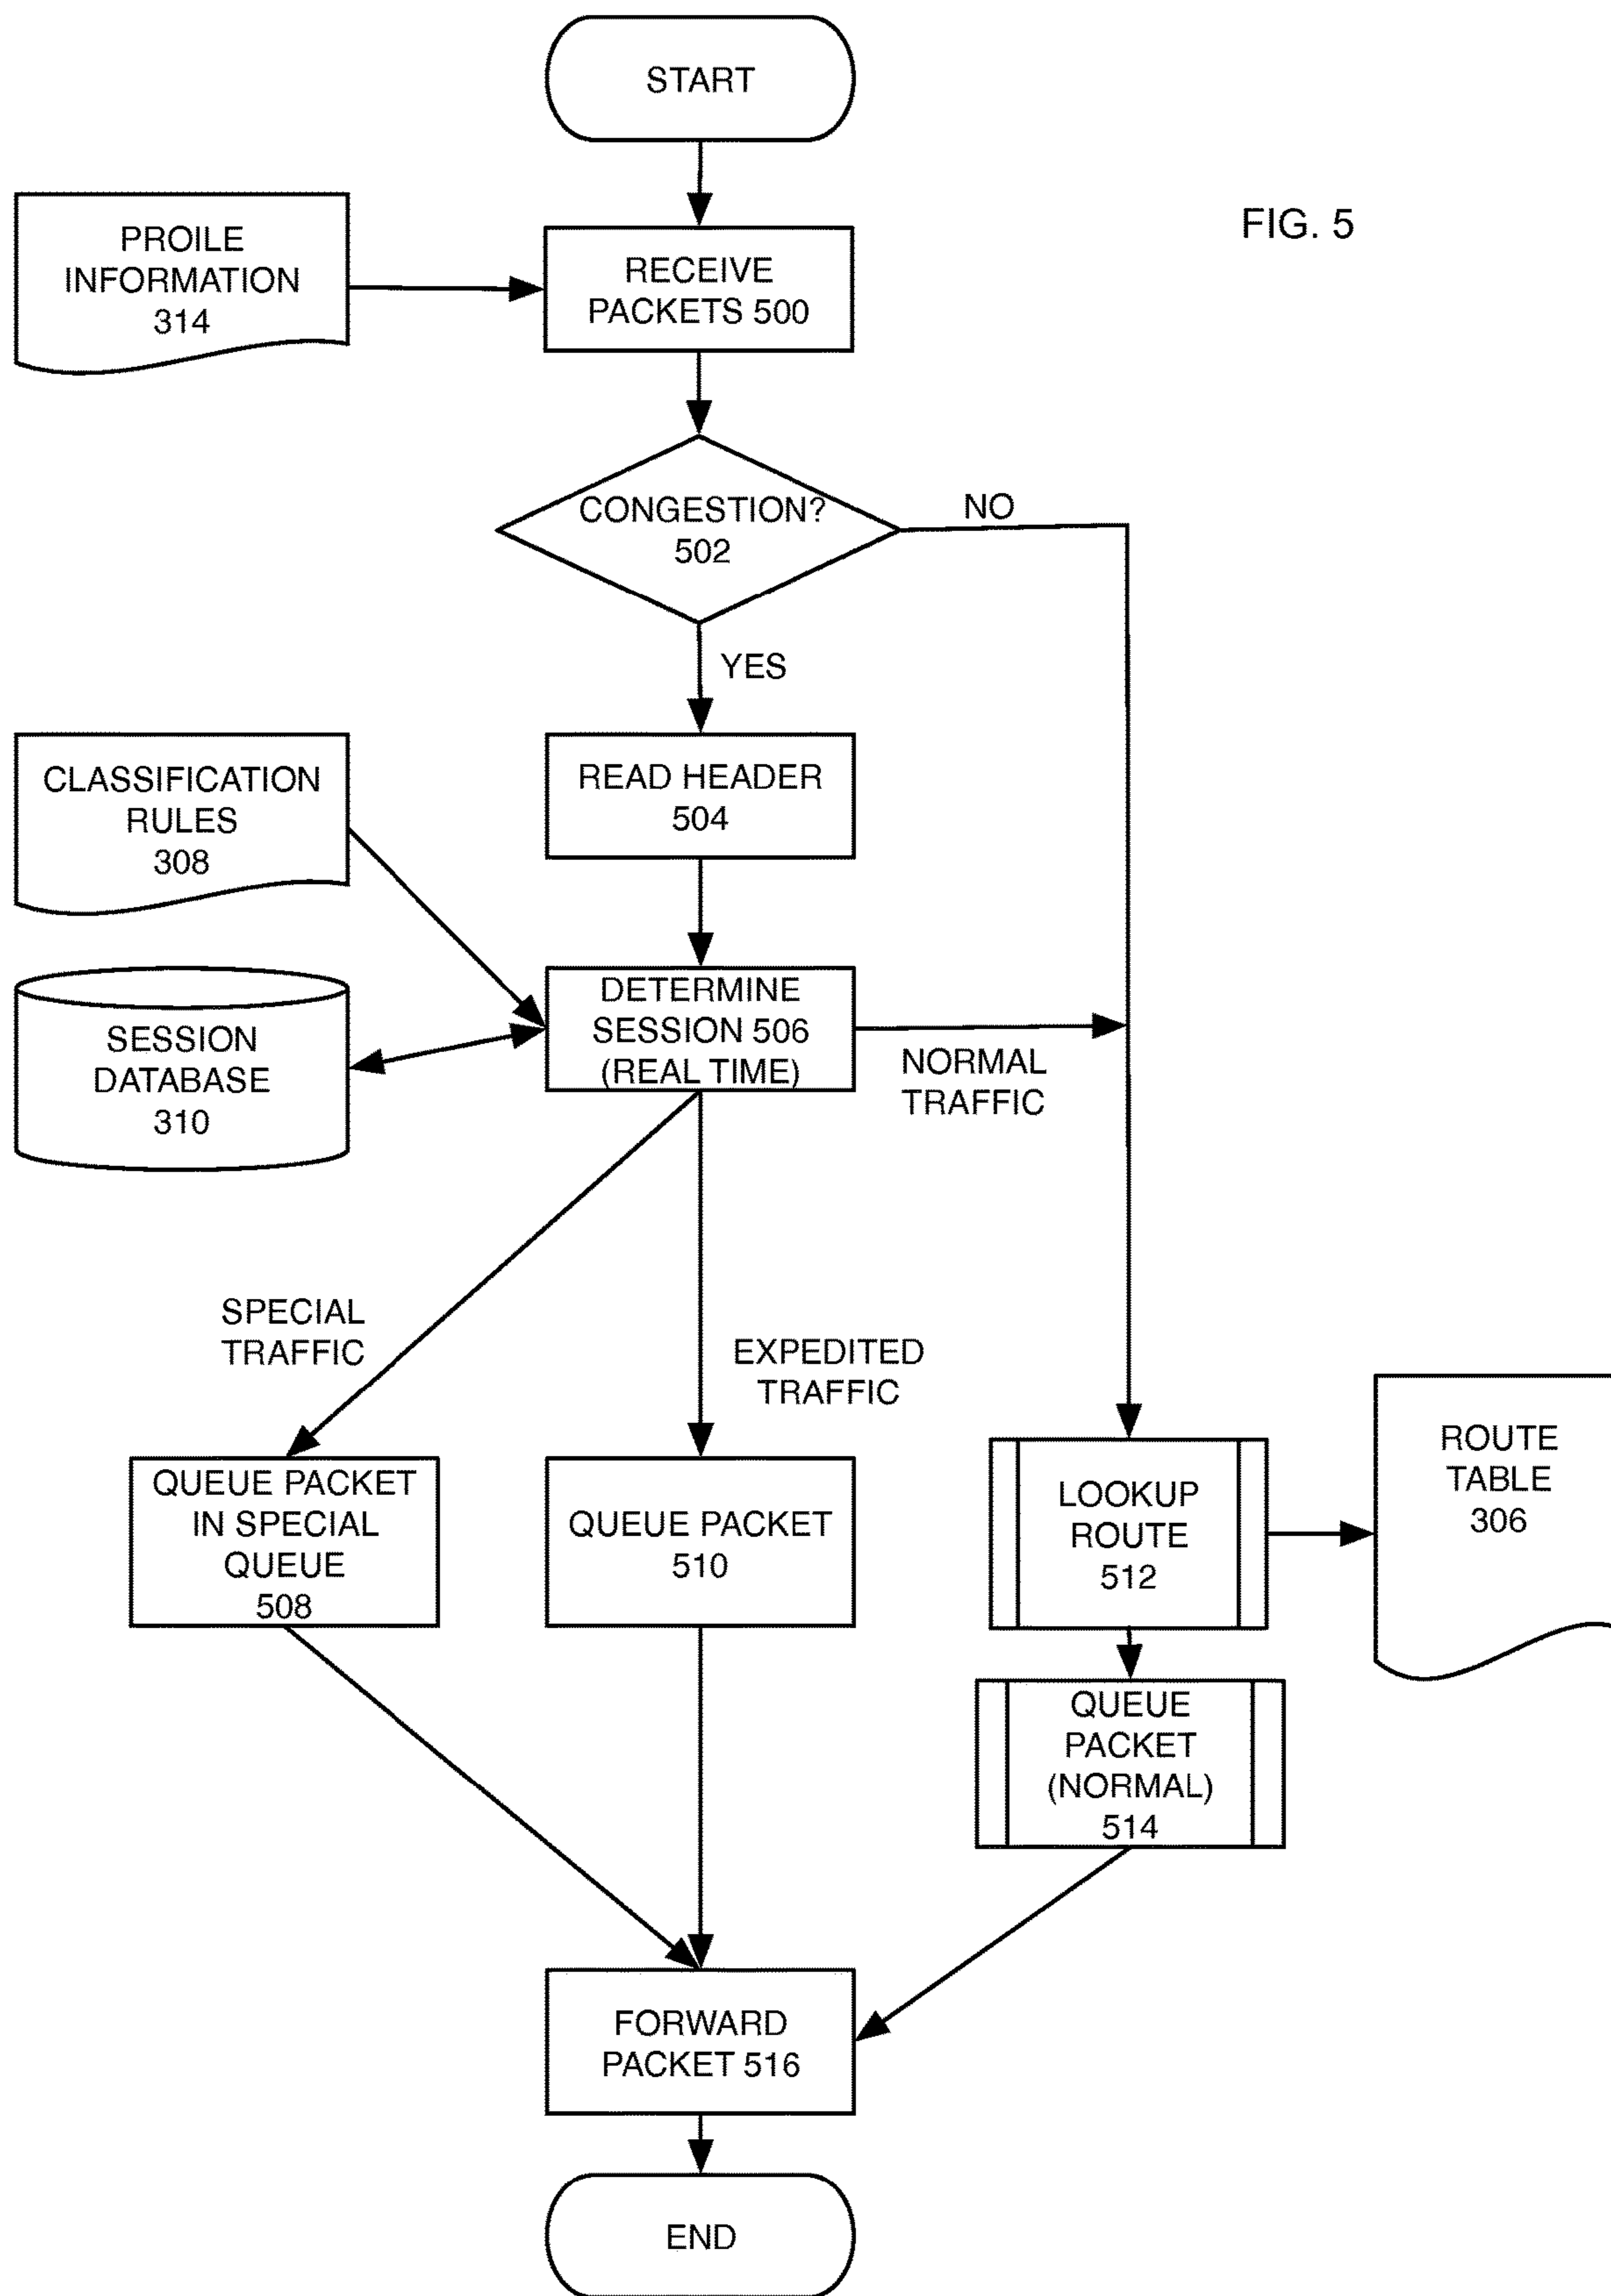 START
FIG. 5
PROILE
INFORMATION
314
RECEIVE
PACKETS 500
CONGESTION?
502
NO
YES
CLASSIFICATION
RULES
308
READ HEADER
504
SESSION
DATABASE
310
DETERMINE
SESSION 506
(REAL TIME)
NORMAL
TRAFFIC
SPECIAL
TRAFFIC
EXPEDITED
TRAFFIC
QUEUE PACKET
IN SPECIAL
QUEUE
508
QUEUE PACKET
510
LOOKUP
ROUTE
512
ROUTE
TABLE
306
QUEUE
PACKET
(NORMAL)
514
FORWARD
PACKET 516
END